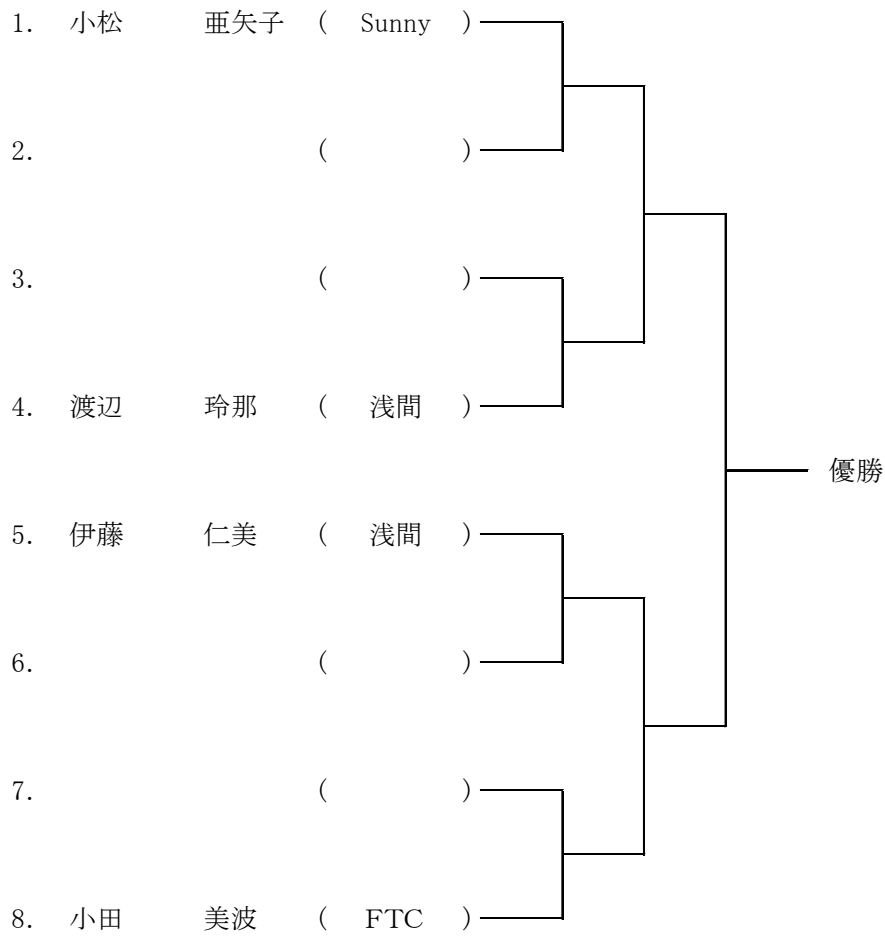 1. 小松 亜矢子 ( Sunny )
2. ( )
3. ( )
4. 渡辺 玲那 ( 浅間 )
優勝
5. 伊藤 仁美 ( 浅間 )
6. ( )
7. ( )
8. 小田 美波 ( FTC )